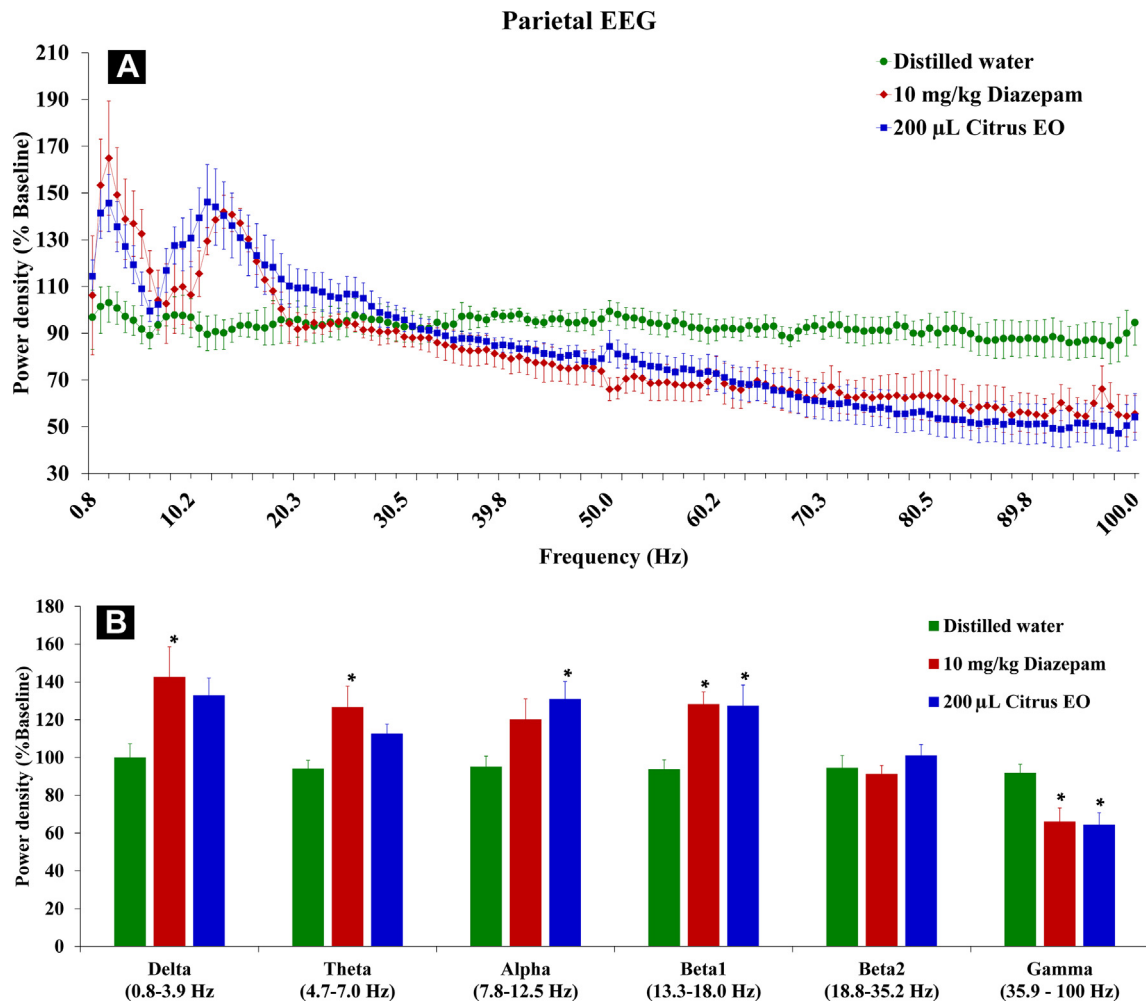 Parietal EEG
A
Distilled water
10 mg/kg Diazepam
200 µL Citrus EO
Power density (% Baseline)
210
190
170
150
130
110
90
70
50
30
0.8
10.2
20.3
30.5
39.8
50.0
60.2
70.3
80.5
89.8
100.0
Frequency (Hz)
B
Distilled water
10 mg/kg Diazepam
200 µL Citrus EO
Power density (%Baseline)
180
160
140
120
100
80
60
40
20
0
* * * * * * *
Delta Theta Alpha Beta1 Beta2 Gamma
(0.8-3.9 Hz (4.7-7.0 Hz) (7.8-12.5 Hz) (13.3-18.0 Hz) (18.8-35.2 Hz) (35.9 - 100 Hz)